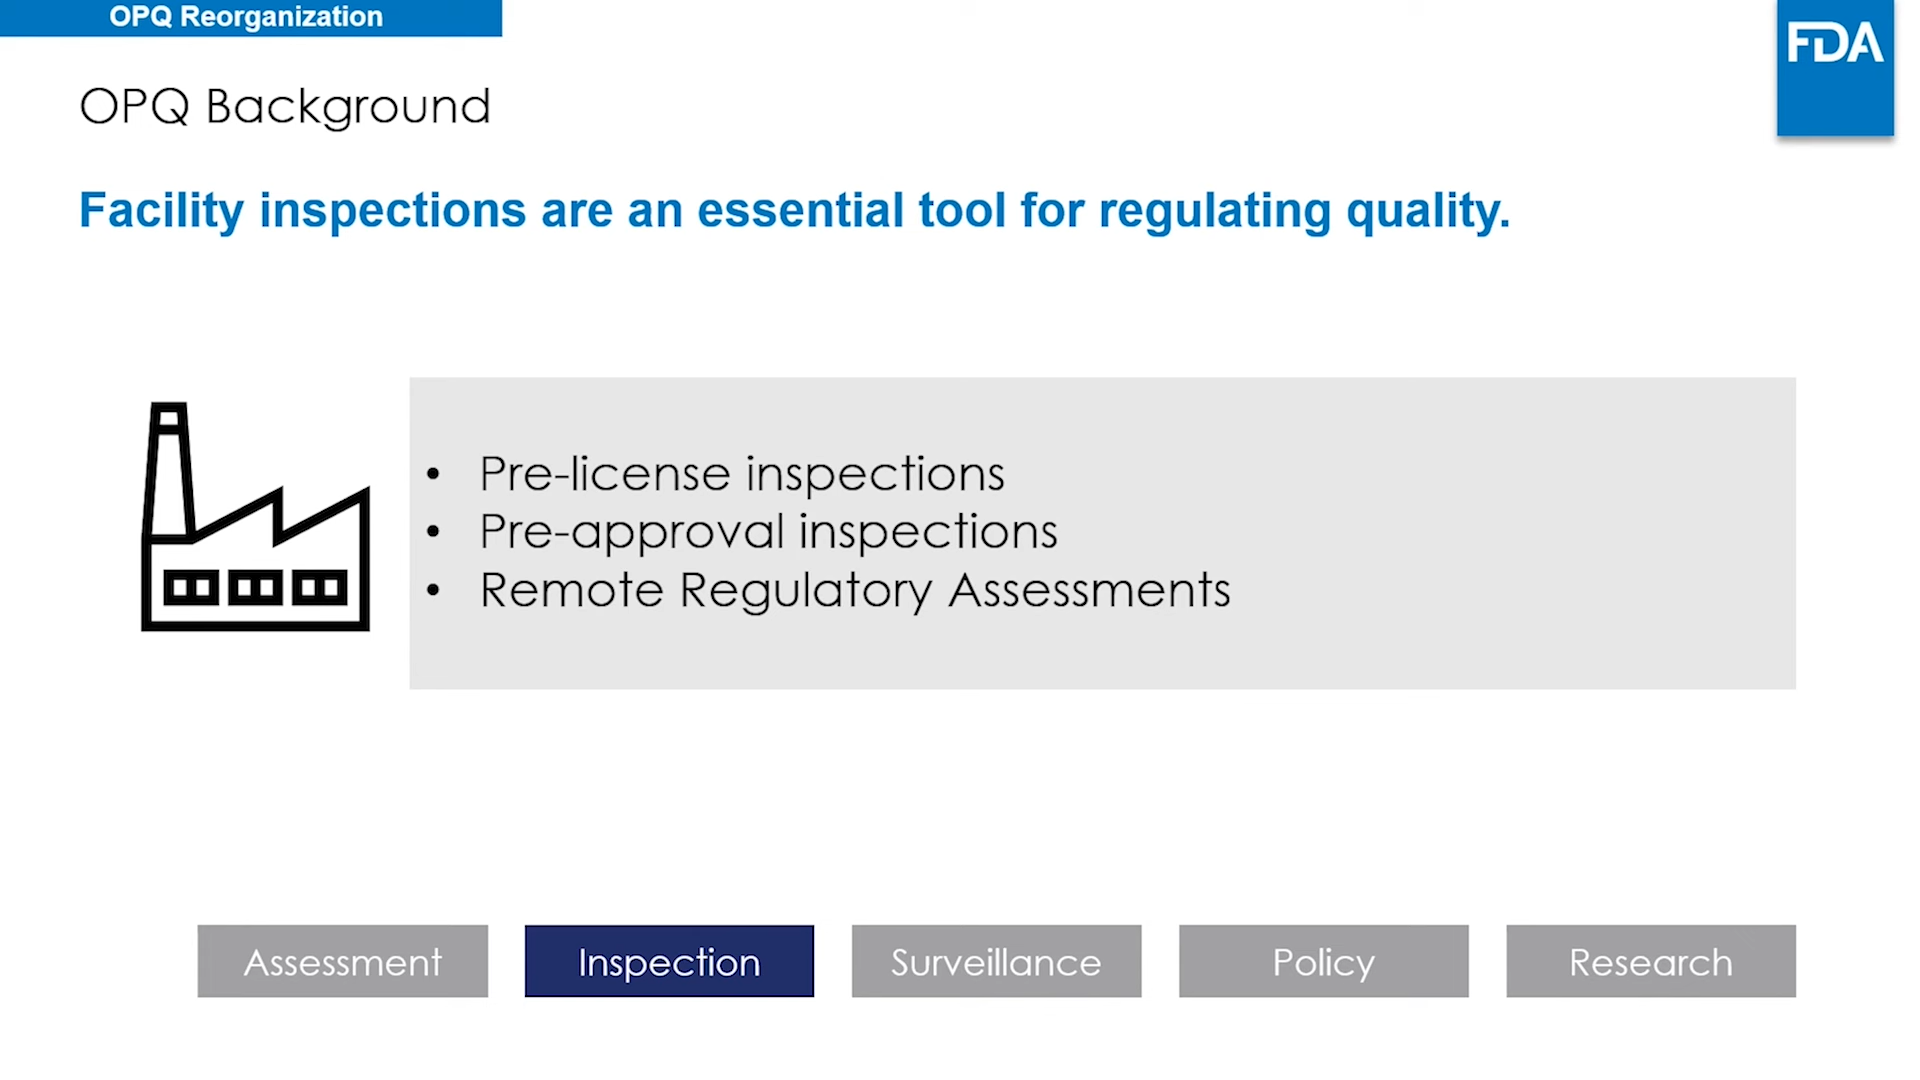 OPQ Reorganization
FDA
OPQ Background
Facility inspections are an essential tool for regulating quality.
• Pre-license inspections
• Pre-approval inspections
• Remote Regulatory Assessments
Assessment
Inspection
Surveillance
Policy
Research